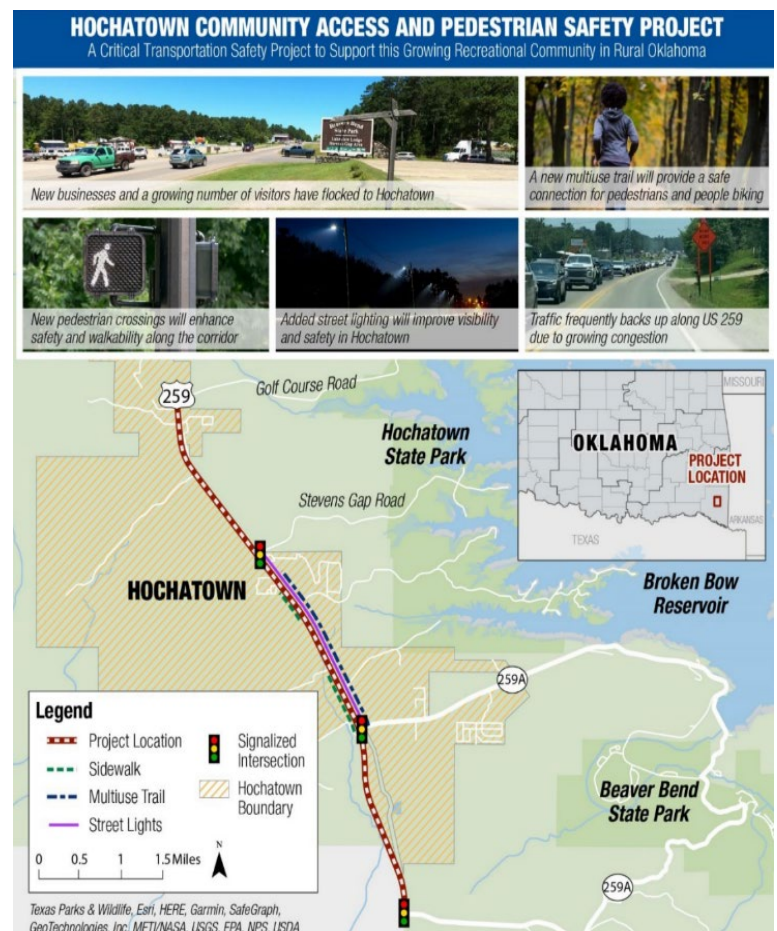 HOCHATOWN COMMUNITY ACCESS AND PEDESTRIAN SAFETY PROJECT
A Critical Transportation Safety Project to Support this Growing Recreational Community in Rural Oklahoma
Beavers Bend
State Park
New businesses and a growing number of visitors have flocked to Hochatown
A new multiuse trail will provide a safe
connection for pedestrians and people biking
New pedestrian crossings will enhance
safety and walkability along the corridor
Added street lighting will improve visibility
and safety in Hochatown
Traffic frequently backs up along US 259
due to growing congestion
259
Golf Course Road
Hochatown
State Park
Stevens Gap Road
HOCHATOWN
MISSOURI
OKLAHOMA
PROJECT
LOCATION
ARKANSAS
TEXAS
Broken Bow
Reservoir
259A
Beaver Bend
State Park
259A
Legend
Project Location
Sidewalk
Multiuse Trail
Street Lights
Signalized
Intersection
Hochatown
Boundary
0 0.5 1 1.5 Miles
N
Texas Parks & Wildlife, Esri, HERE, Garmin, SafeGraph,
GeoTechnologies, Inc, METI/NASA, USGS, EPA, NPS, USDA